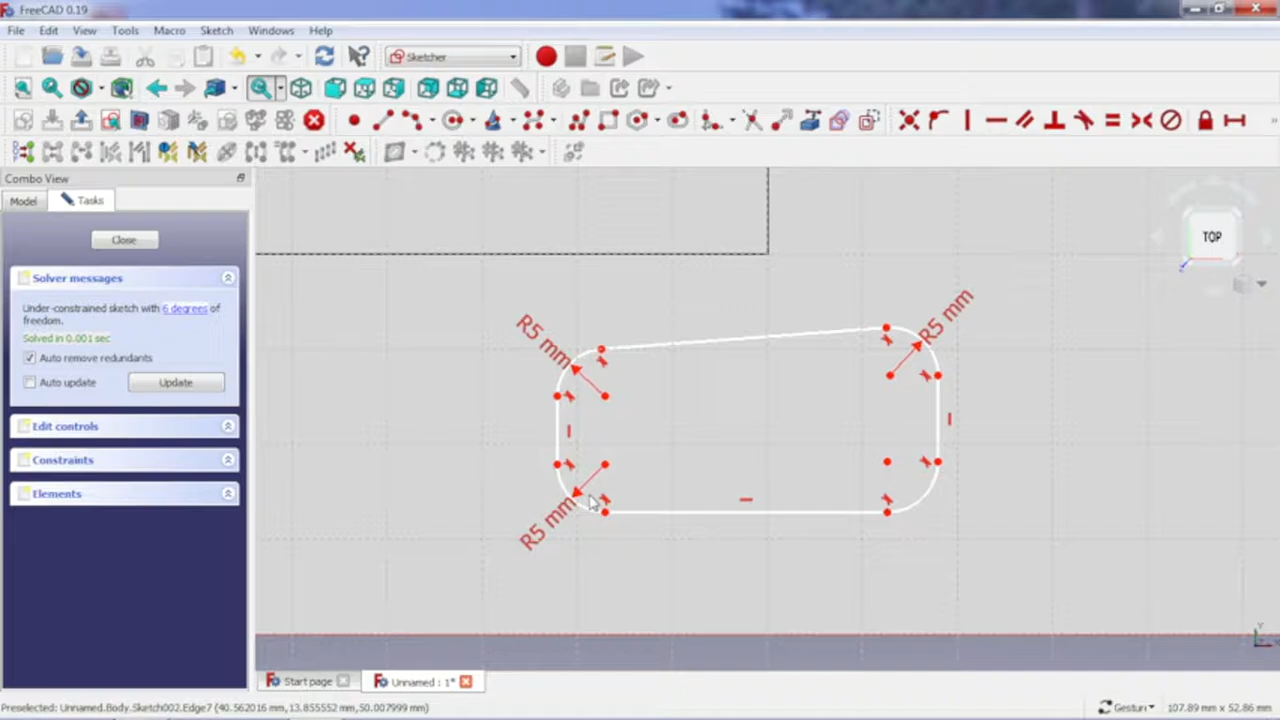 FreeCAD 0.19
File Edit View Tools Macro Sketch Windows Help
Sketcher
Combo View
Model Tasks
Close
Solver messages
Under-constrained sketch with 6 degrees of
freedom.
Solved in 0.001 sec
Auto remove redundants
Auto update Update
Edit controls
Constraints
Elements
TOP
R5 mm
R5 mm
R5 mm
Y
Start page Unnamed : 1*
Preselected: Unnamed.Body.Sketch002.Edge7 (40.562016 mm,13.855552 mm,50.007999 mm)
Gestur 107.89 mm x 52.86 mm